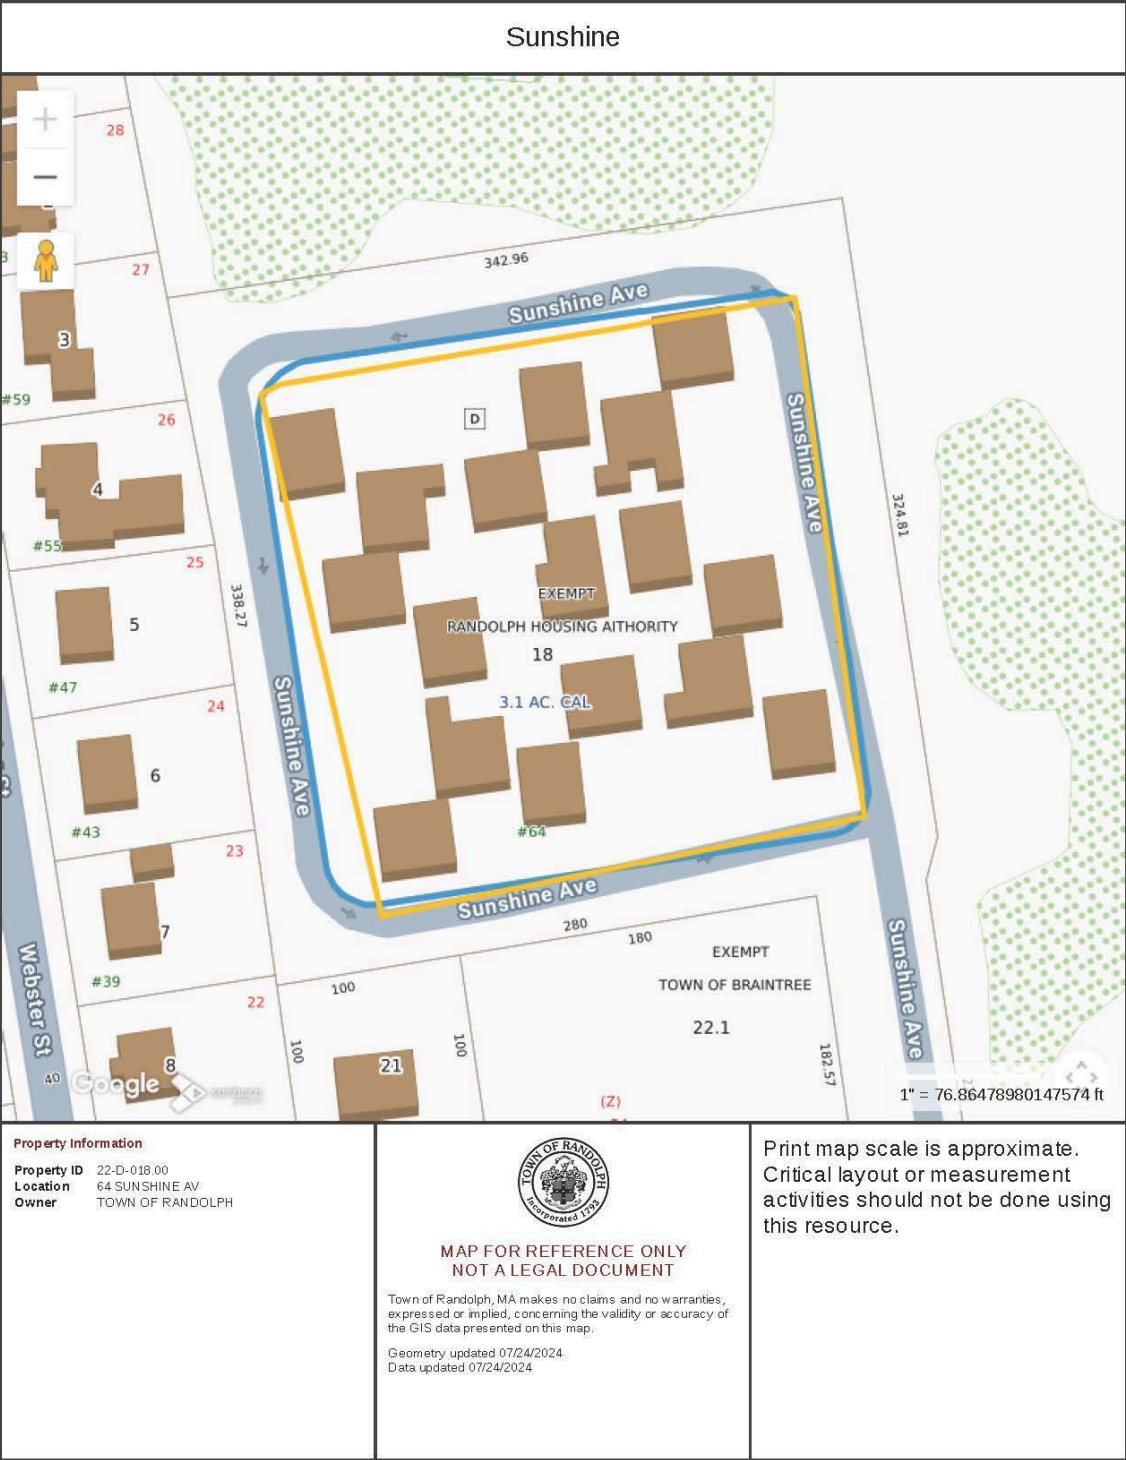 Sunshine
28
27
342.96
Sunshine Ave
3
#59
26
D
Sunshine Ave
4
324.81
#55
25
338.27
EXEMPT
5
RANDOLPH HOUSING AITHORITY
18
#47
3.1 AC. CAL
24
Sunshine Ave
6
#43
#64
23
Sunshine Ave
7
280
180
EXEMPT
Sunshine Ave
#39
TOWN OF BRAINTREE
100
22
22.1
Webster St
100
100
182.57
8
21
40
Google
(Z)
1" = 76.86478980147574 ft
Property Information
Property ID 22-D-018.00
Location 64 SUNSHINE AV
Owner TOWN OF RANDOLPH
TOWN OF RANDOLPH
Incorporated 1793
MAP FOR REFERENCE ONLY
NOT A LEGAL DOCUMENT
Town of Randolph, MA makes no claims and no warranties,
expressed or implied, concerning the validity or accuracy of
the GIS data presented on this map.
Geometry updated 07/24/2024
Data updated 07/24/2024
Print map scale is approximate.
Critical layout or measurement
activities should not be done using
this resource.